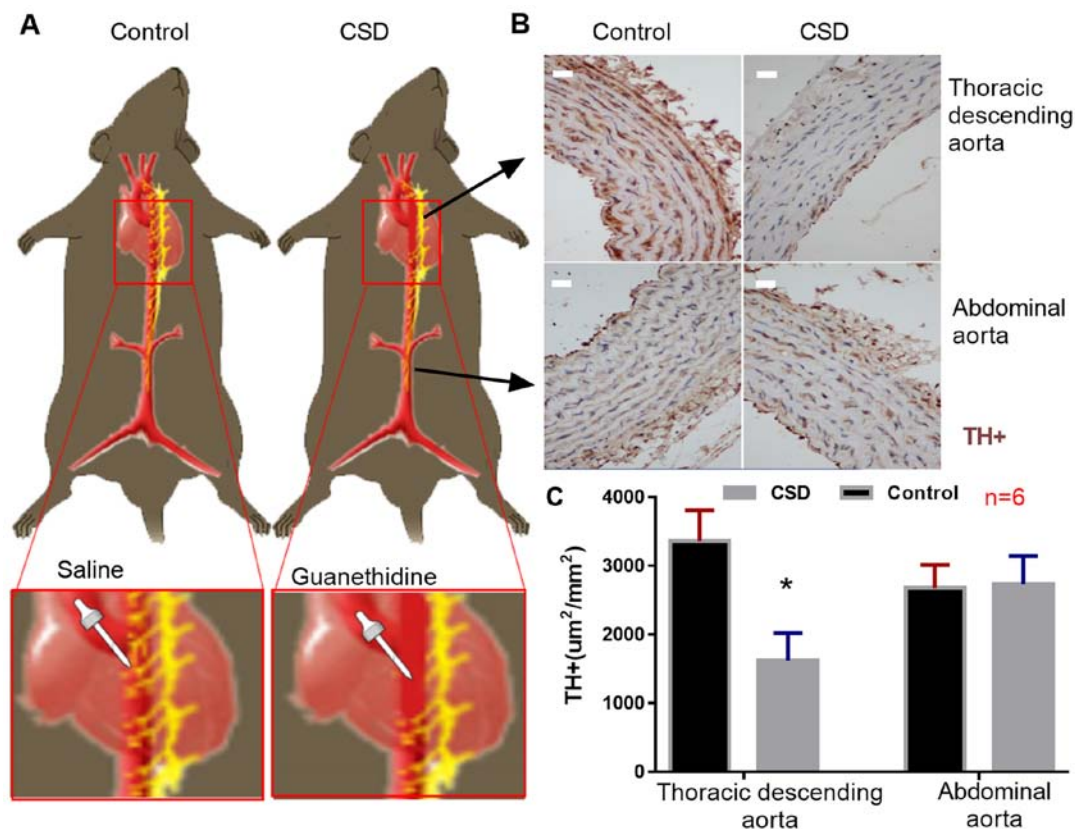 A
Control
CSD
Saline
Guanethidine
B
Control
CSD
Thoracic
descending
aorta
Abdominal
aorta
TH+
C
CSD
Control
n=6
TH+(um²/mm²)
4000
3000
2000
1000
0
*
Thoracic descending
aorta
Abdominal
aorta